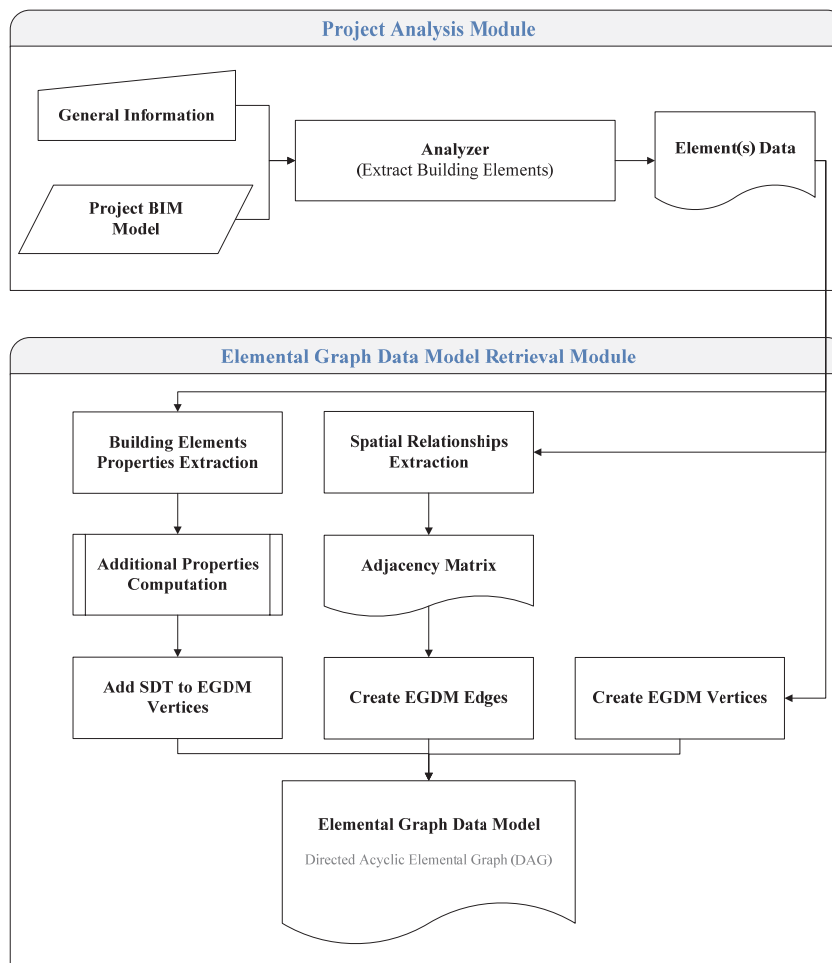 Project Analysis Module
General Information
Project BIM
Model
Analyzer
(Extract Building Elements)
Element(s) Data
Elemental Graph Data Model Retrieval Module
Building Elements
Properties Extraction
Spatial Relationships
Extraction
Additional Properties
Computation
Adjacency Matrix
Add SDT to EGDM
Vertices
Create EGDM Edges
Create EGDM Vertices
Elemental Graph Data Model
Directed Acyclic Elemental Graph (DAG)